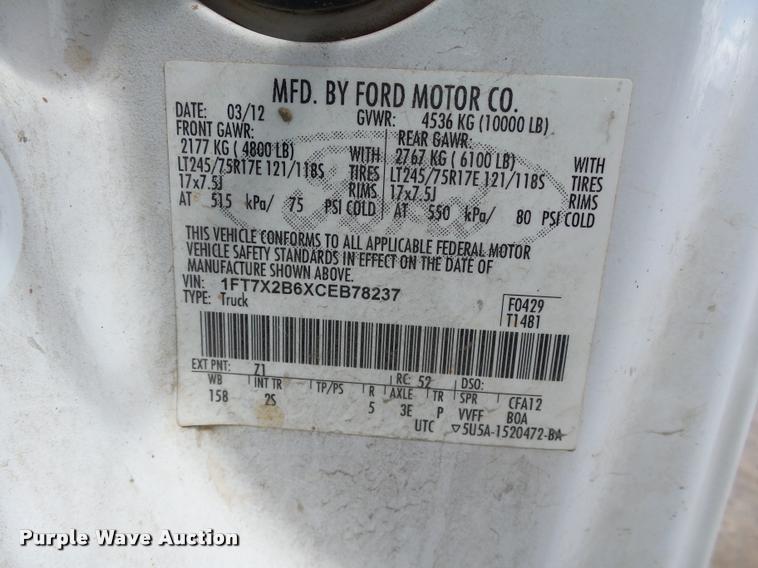 MFD. BY FORD MOTOR CO.
DATE: 03/12 GVWR: 4536 KG (10000 LB)
FRONT GAWR: REAR GAWR:
2177 KG ( 4800 LB) WITH 2767 KG ( 6100 LB) WITH
LT245/75R17E 121/118S TIRES LT245/75R17E 121/118S TIRES
17x7.5J RIMS 17x7.5J RIMS
AT 515 kPa/ 75 PSI COLD AT 550 kPa/ 80 PSI COLD
THIS VEHICLE CONFORMS TO ALL APPLICABLE FEDERAL MOTOR
VEHICLE SAFETY STANDARDS IN EFFECT ON THE DATE OF
MANUFACTURE SHOWN ABOVE.
VIN: 1FT7X2B6XCEB78237 F0429
TYPE: Truck T1481
EXT PNT: 71 RC: 52 DSO:
WB INT TR TP/PS R AXLE TR SPR CFA12
158 2S 5 3E P VVFF BOA
UTC ▽5U5A-1520472-BA
Purple Wave Auction